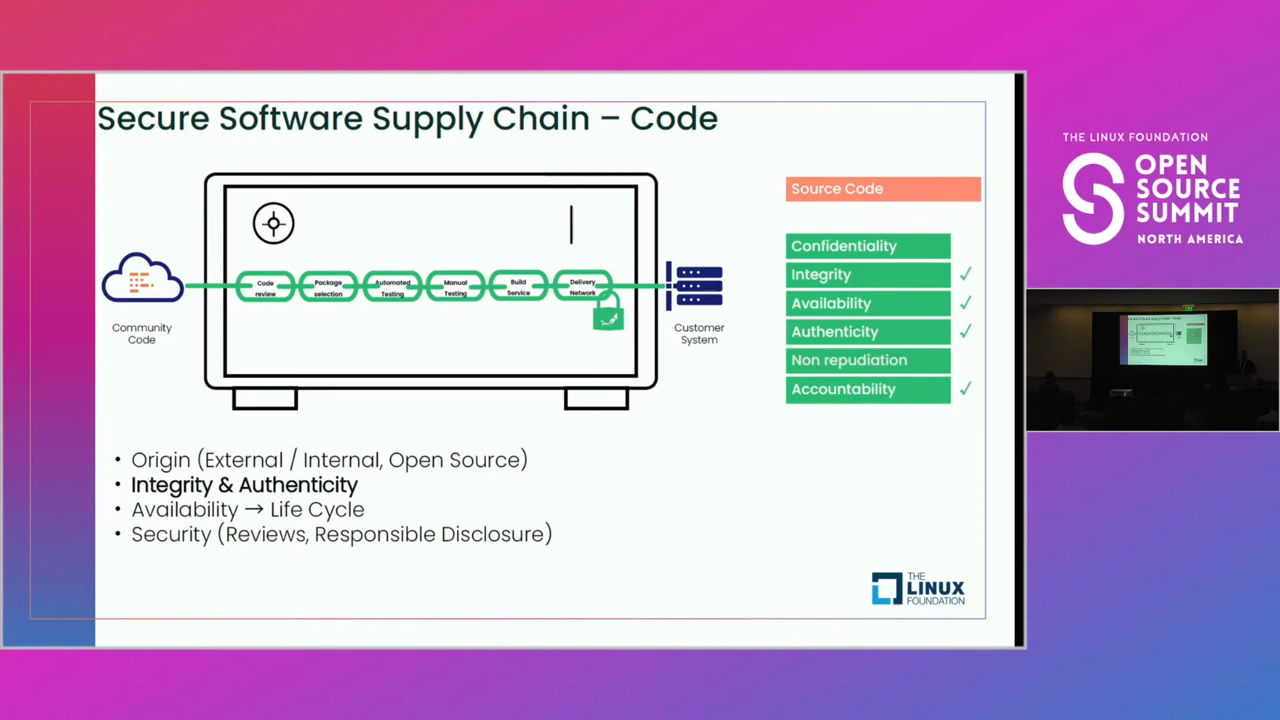 Secure Software Supply Chain – Code
Code
review
Package
selection
Automated
Testing
Manual
Testing
Build
Service
Delivery
Network
Community
Code
Customer
System
Source Code
Confidentiality
Integrity ✓
Availability ✓
Authenticity ✓
Non repudiation
Accountability ✓
• Origin (External / Internal, Open Source)
• Integrity & Authenticity
• Availability → Life Cycle
• Security (Reviews, Responsible Disclosure)
THE
LINUX
FOUNDATION
THE LINUX FOUNDATION
OPEN
SOURCE
SUMMIT
NORTH AMERICA